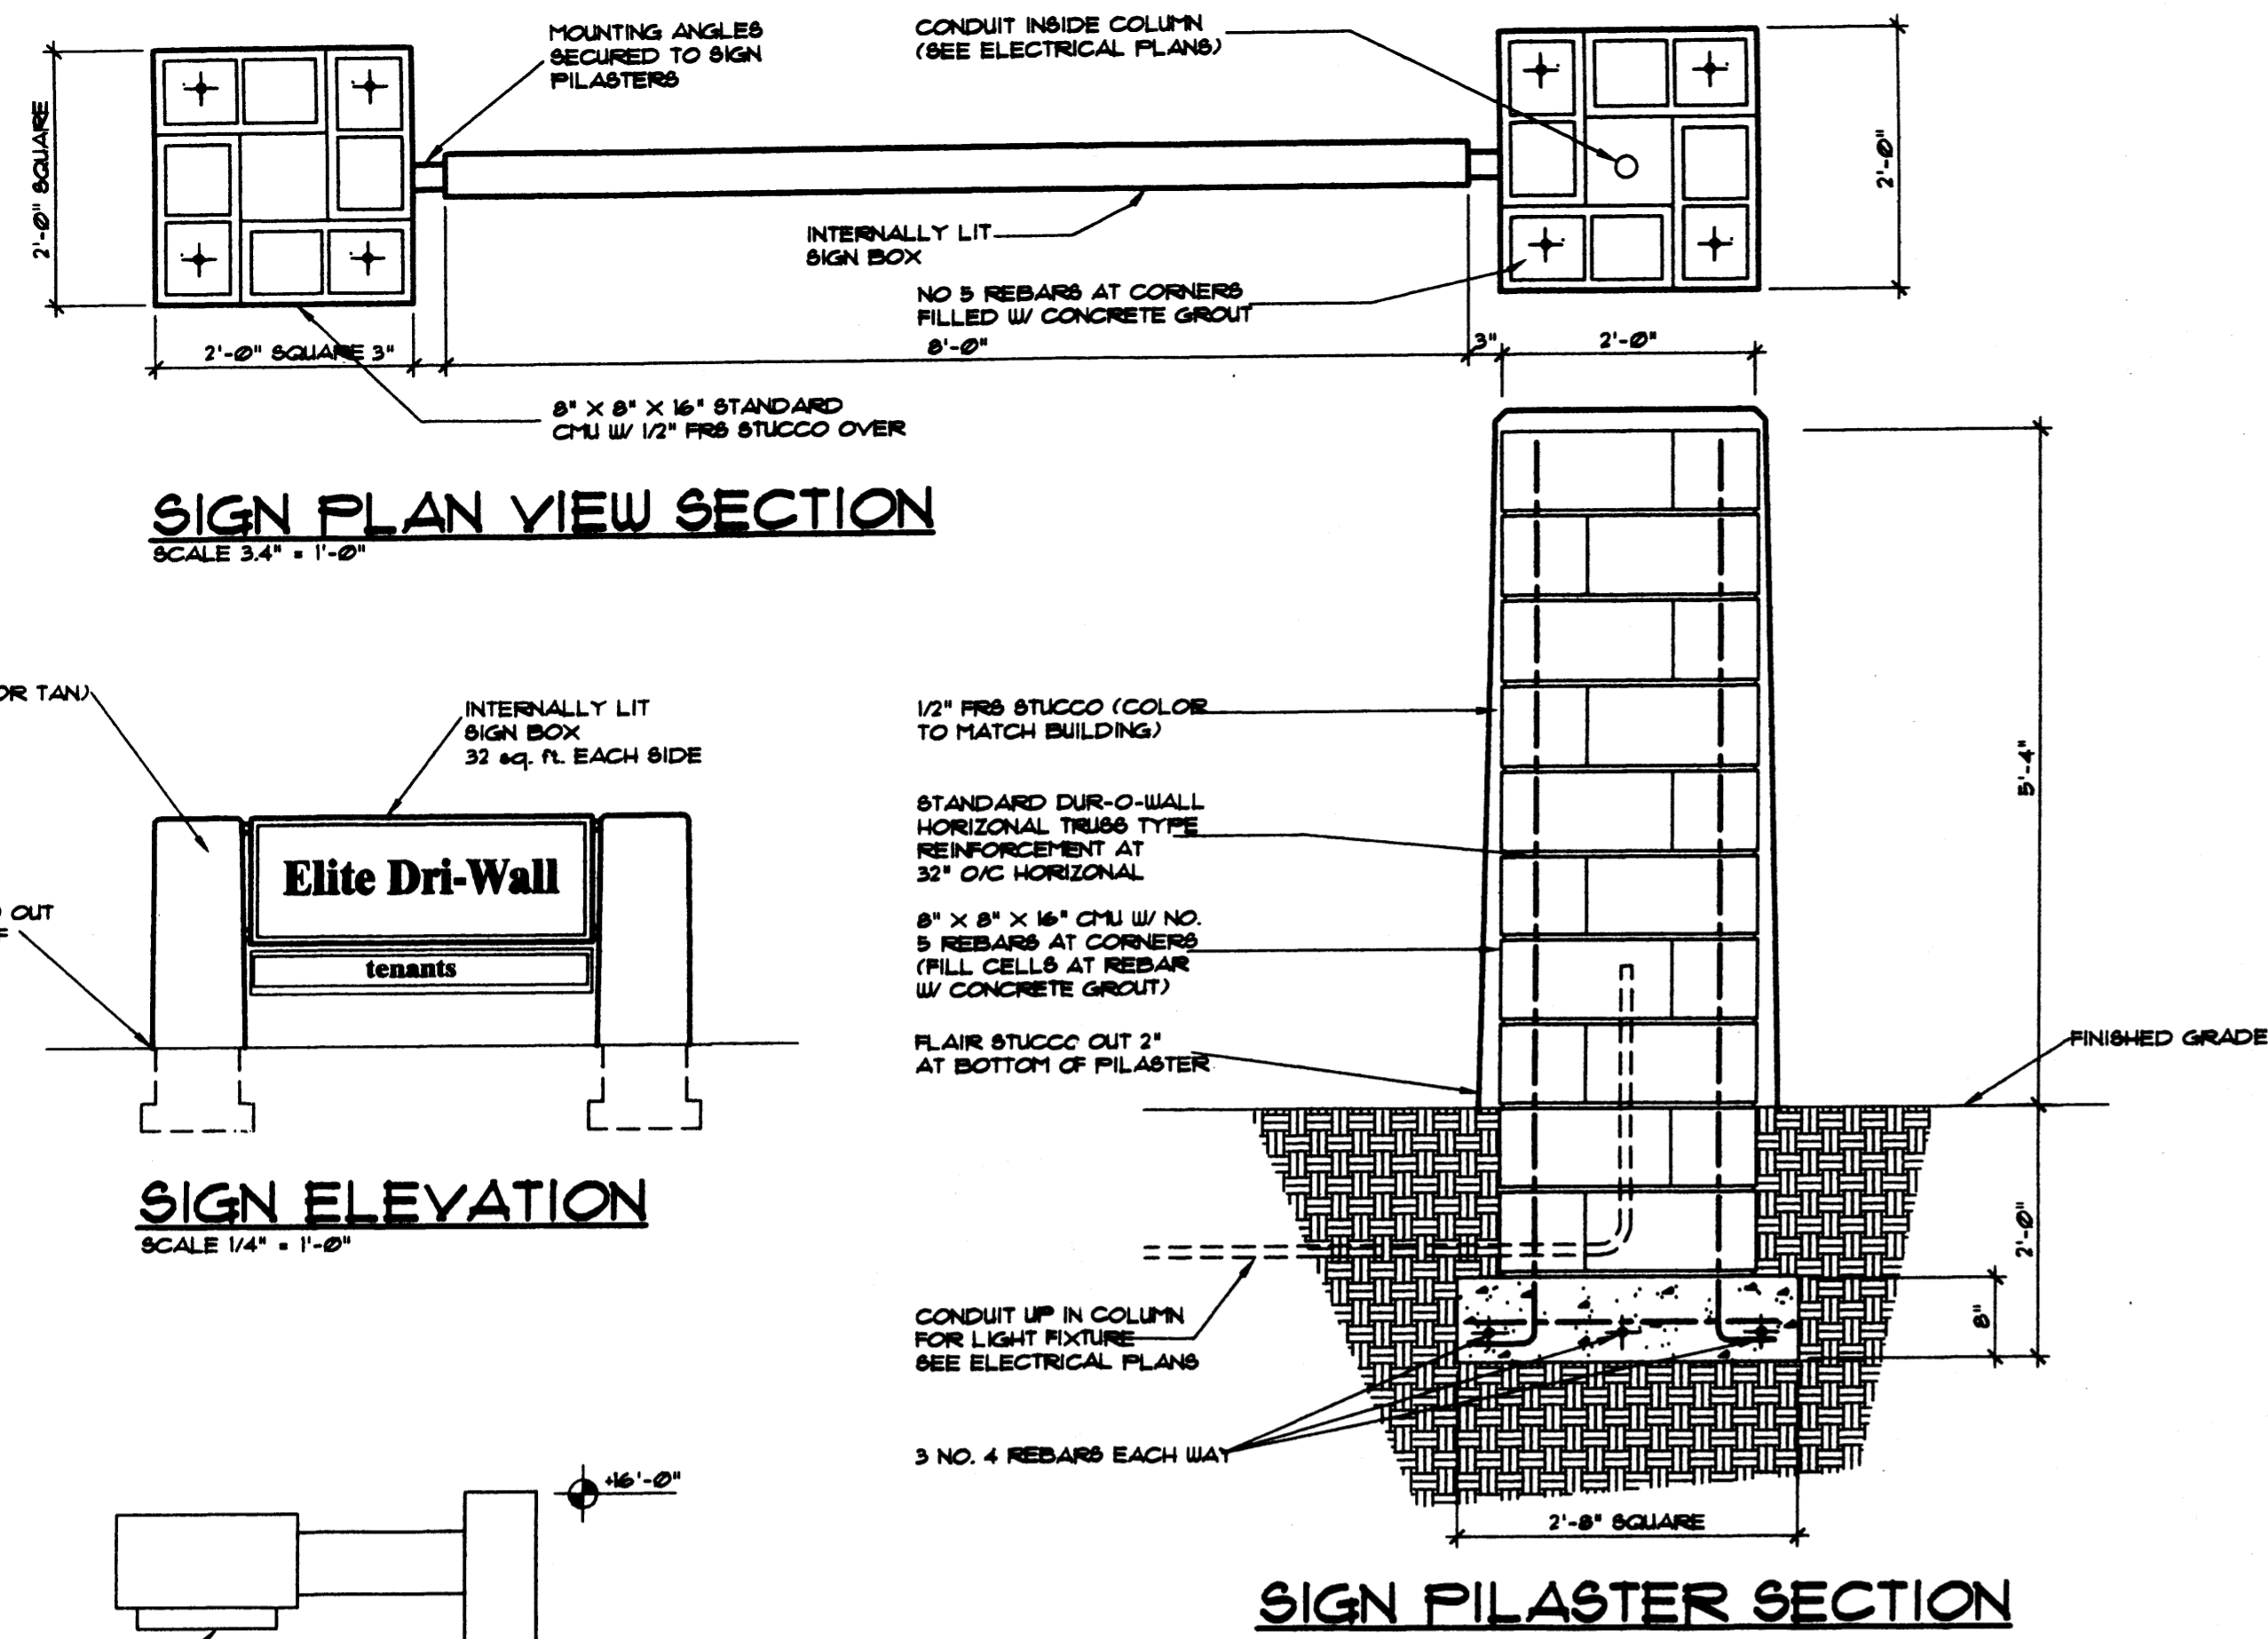 MOUNTING ANGLES
SECURED TO SIGN
PILASTERS
CONDUIT INSIDE COLUMN
(SEE ELECTRICAL PLANS)
2'-0" SQUARE
2'-0"
INTERNALLY LIT
SIGN BOX
NO 5 REBARS AT CORNERS
FILLED W/ CONCRETE GROUT
2'-0" SQUARE 3"
8'-0"
3"
2'-0"
8" X 8" X 16" STANDARD
CMU W/ 1/2" FRS STUCCO OVER
SIGN PLAN VIEW SECTION
SCALE 3.4" = 1'-0"
OR TAN)
INTERNALLY LIT
SIGN BOX
32 sq. ft. EACH SIDE
OUT
Elite Dri-Wall
tenants
SIGN ELEVATION
SCALE 1/4" = 1'-0"
1/2" FRS STUCCO (COLOR
TO MATCH BUILDING)
STANDARD DUR-O-WALL
HORIZONAL TRUSS TYPE
REINFORCEMENT AT
32" O/C HORIZONAL
8" X 8" X 16" CMU W/ NO.
5 REBARS AT CORNERS
(FILL CELLS AT REBAR
W/ CONCRETE GROUT)
FLAIR STUCCO OUT 2"
AT BOTTOM OF PILASTER
5'-4"
FINISHED GRADE
2'-0"
8"
CONDUIT UP IN COLUMN
FOR LIGHT FIXTURE
SEE ELECTRICAL PLANS
3 NO. 4 REBARS EACH WAY
2'-8" SQUARE
SIGN PILASTER SECTION
+16'-0"